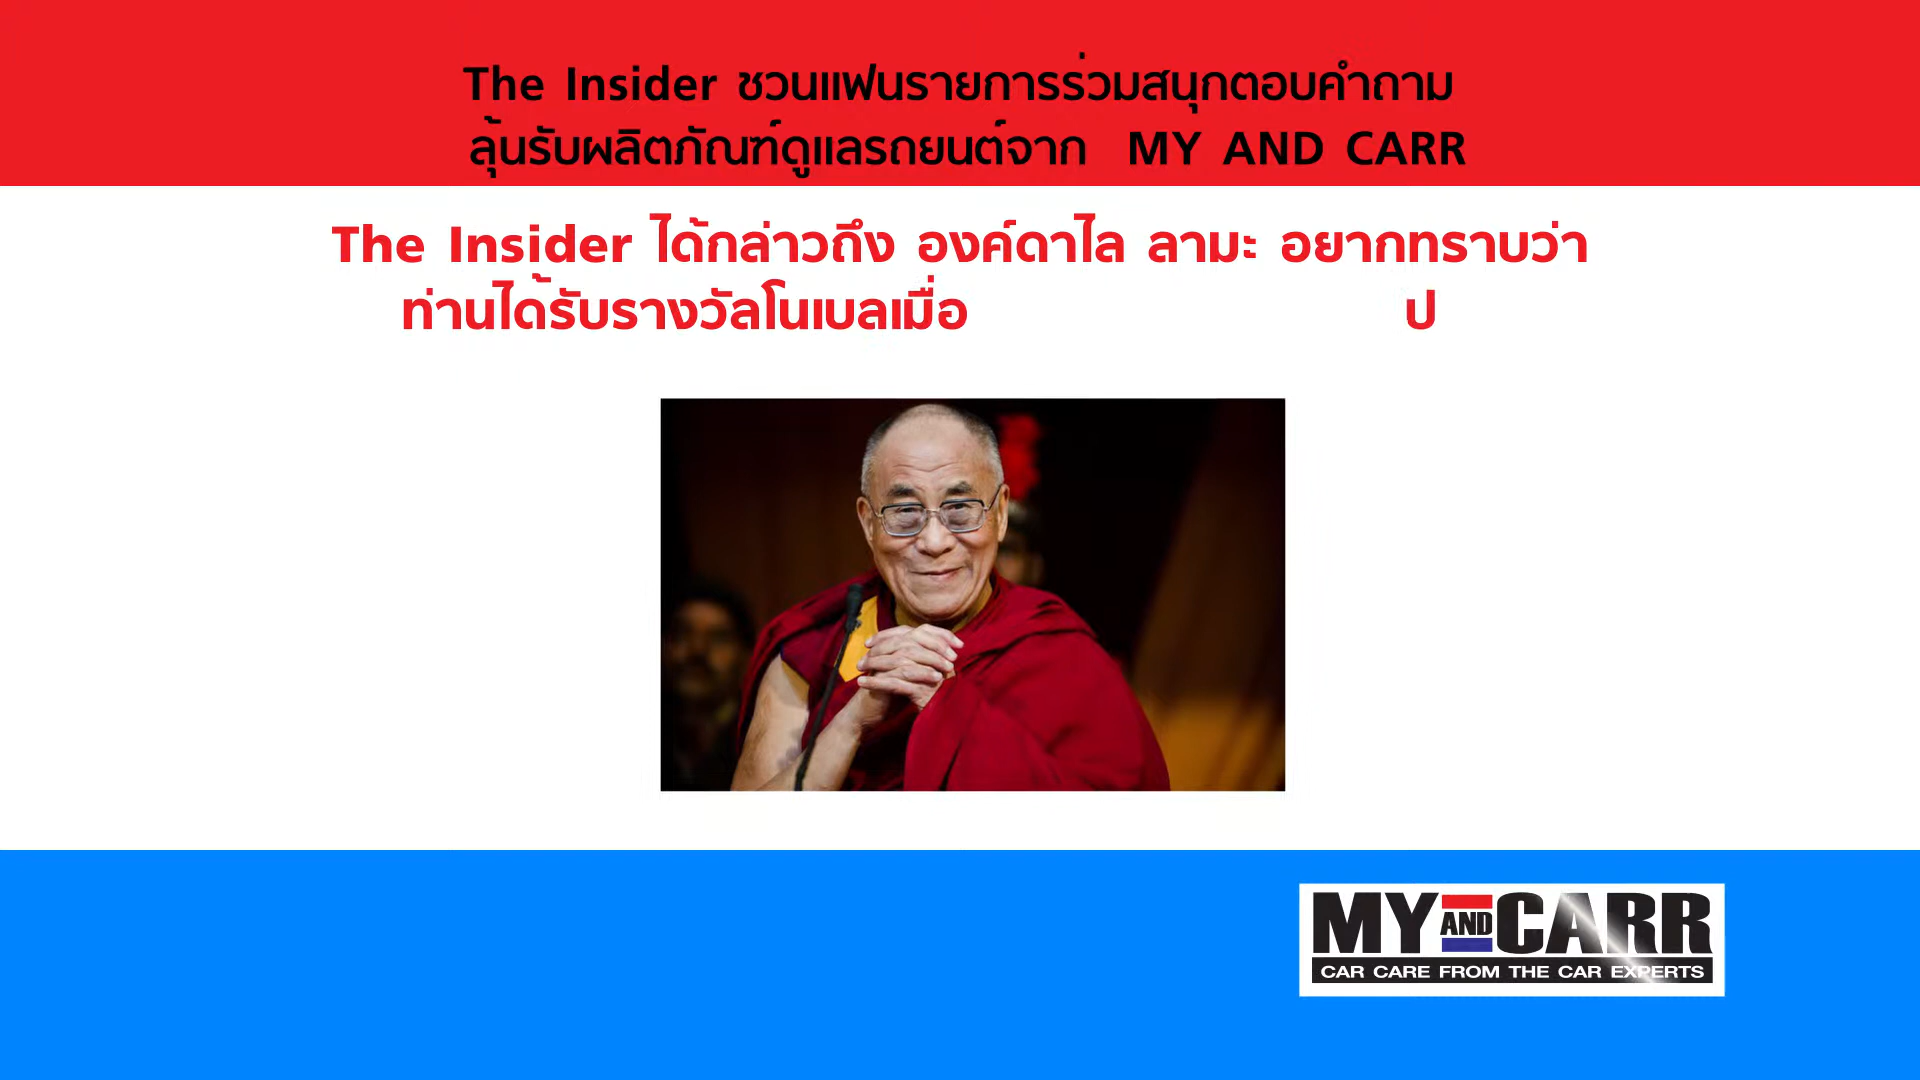 The Insider ชวนแฟนรายการร่วมสนุกตอบคำถาม
ลุ้นรับผลิตภัณฑ์ดูแลรถยนต์จาก MY AND CARR
The Insider ได้กล่าวถึง องค์ดาไล ลามะ อยากทราบว่า
ท่านได้รับรางวัลโนเบลเมื่อ ป
MY AND CARR
CAR CARE FROM THE CAR EXPERTS